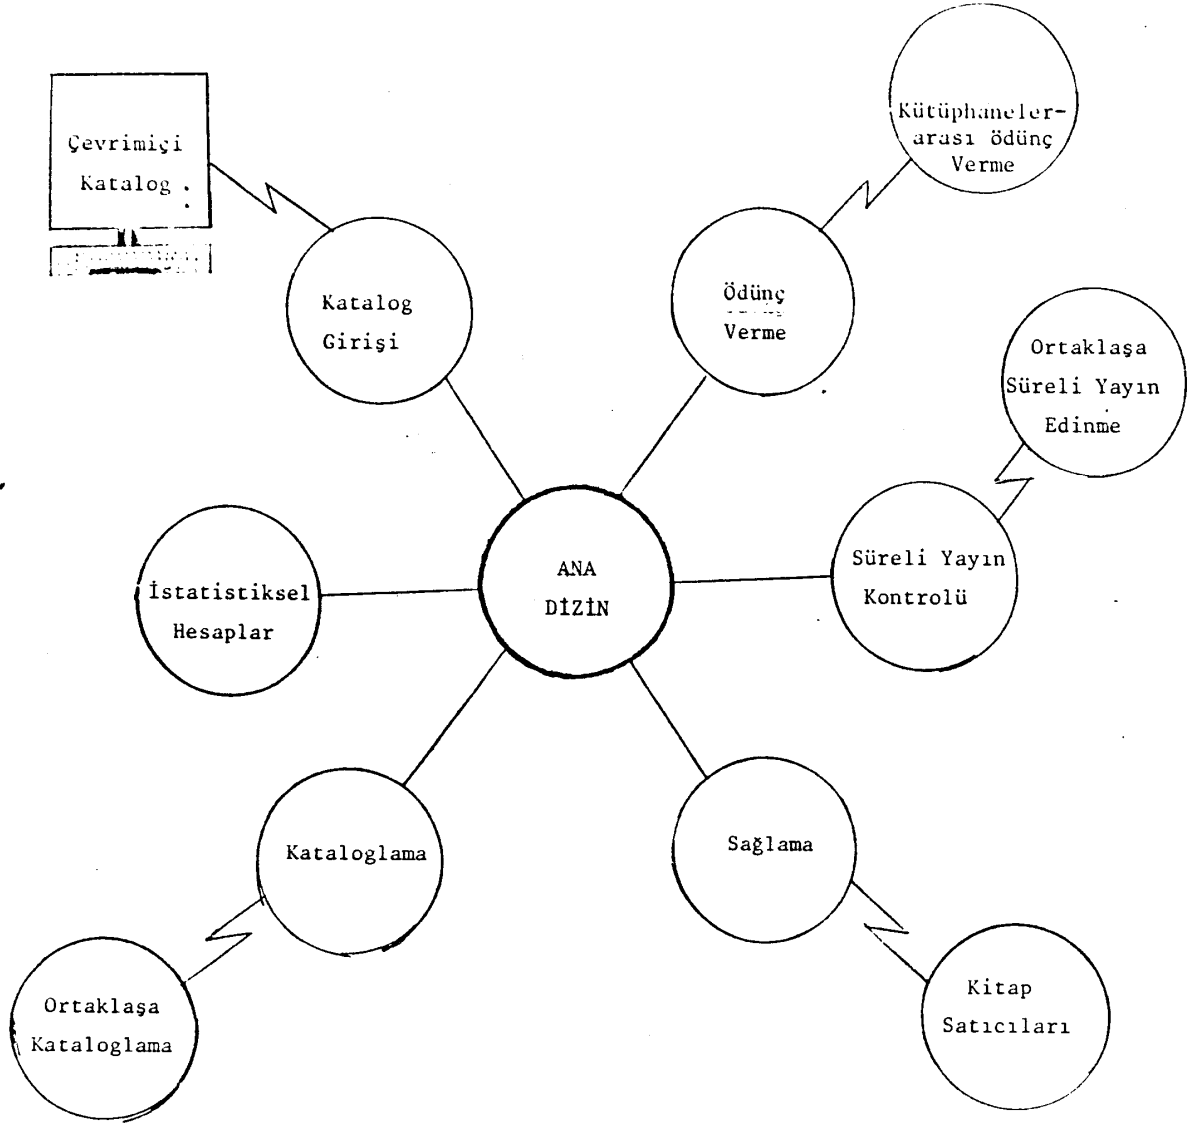 Çevrimiçi
Katalog
Kütüphaneler-
arası ödünç
Verme
Katalog
Girişi
Ödünç
Verme
Ortaklaşa
Süreli Yayın
Edinme
ANA
DİZİN
Süreli Yayın
Kontrolü
İstatistiksel
Hesaplar
Kataloglama
Sağlama
Ortaklaşa
Kataloglama
Kitap
Satıcıları